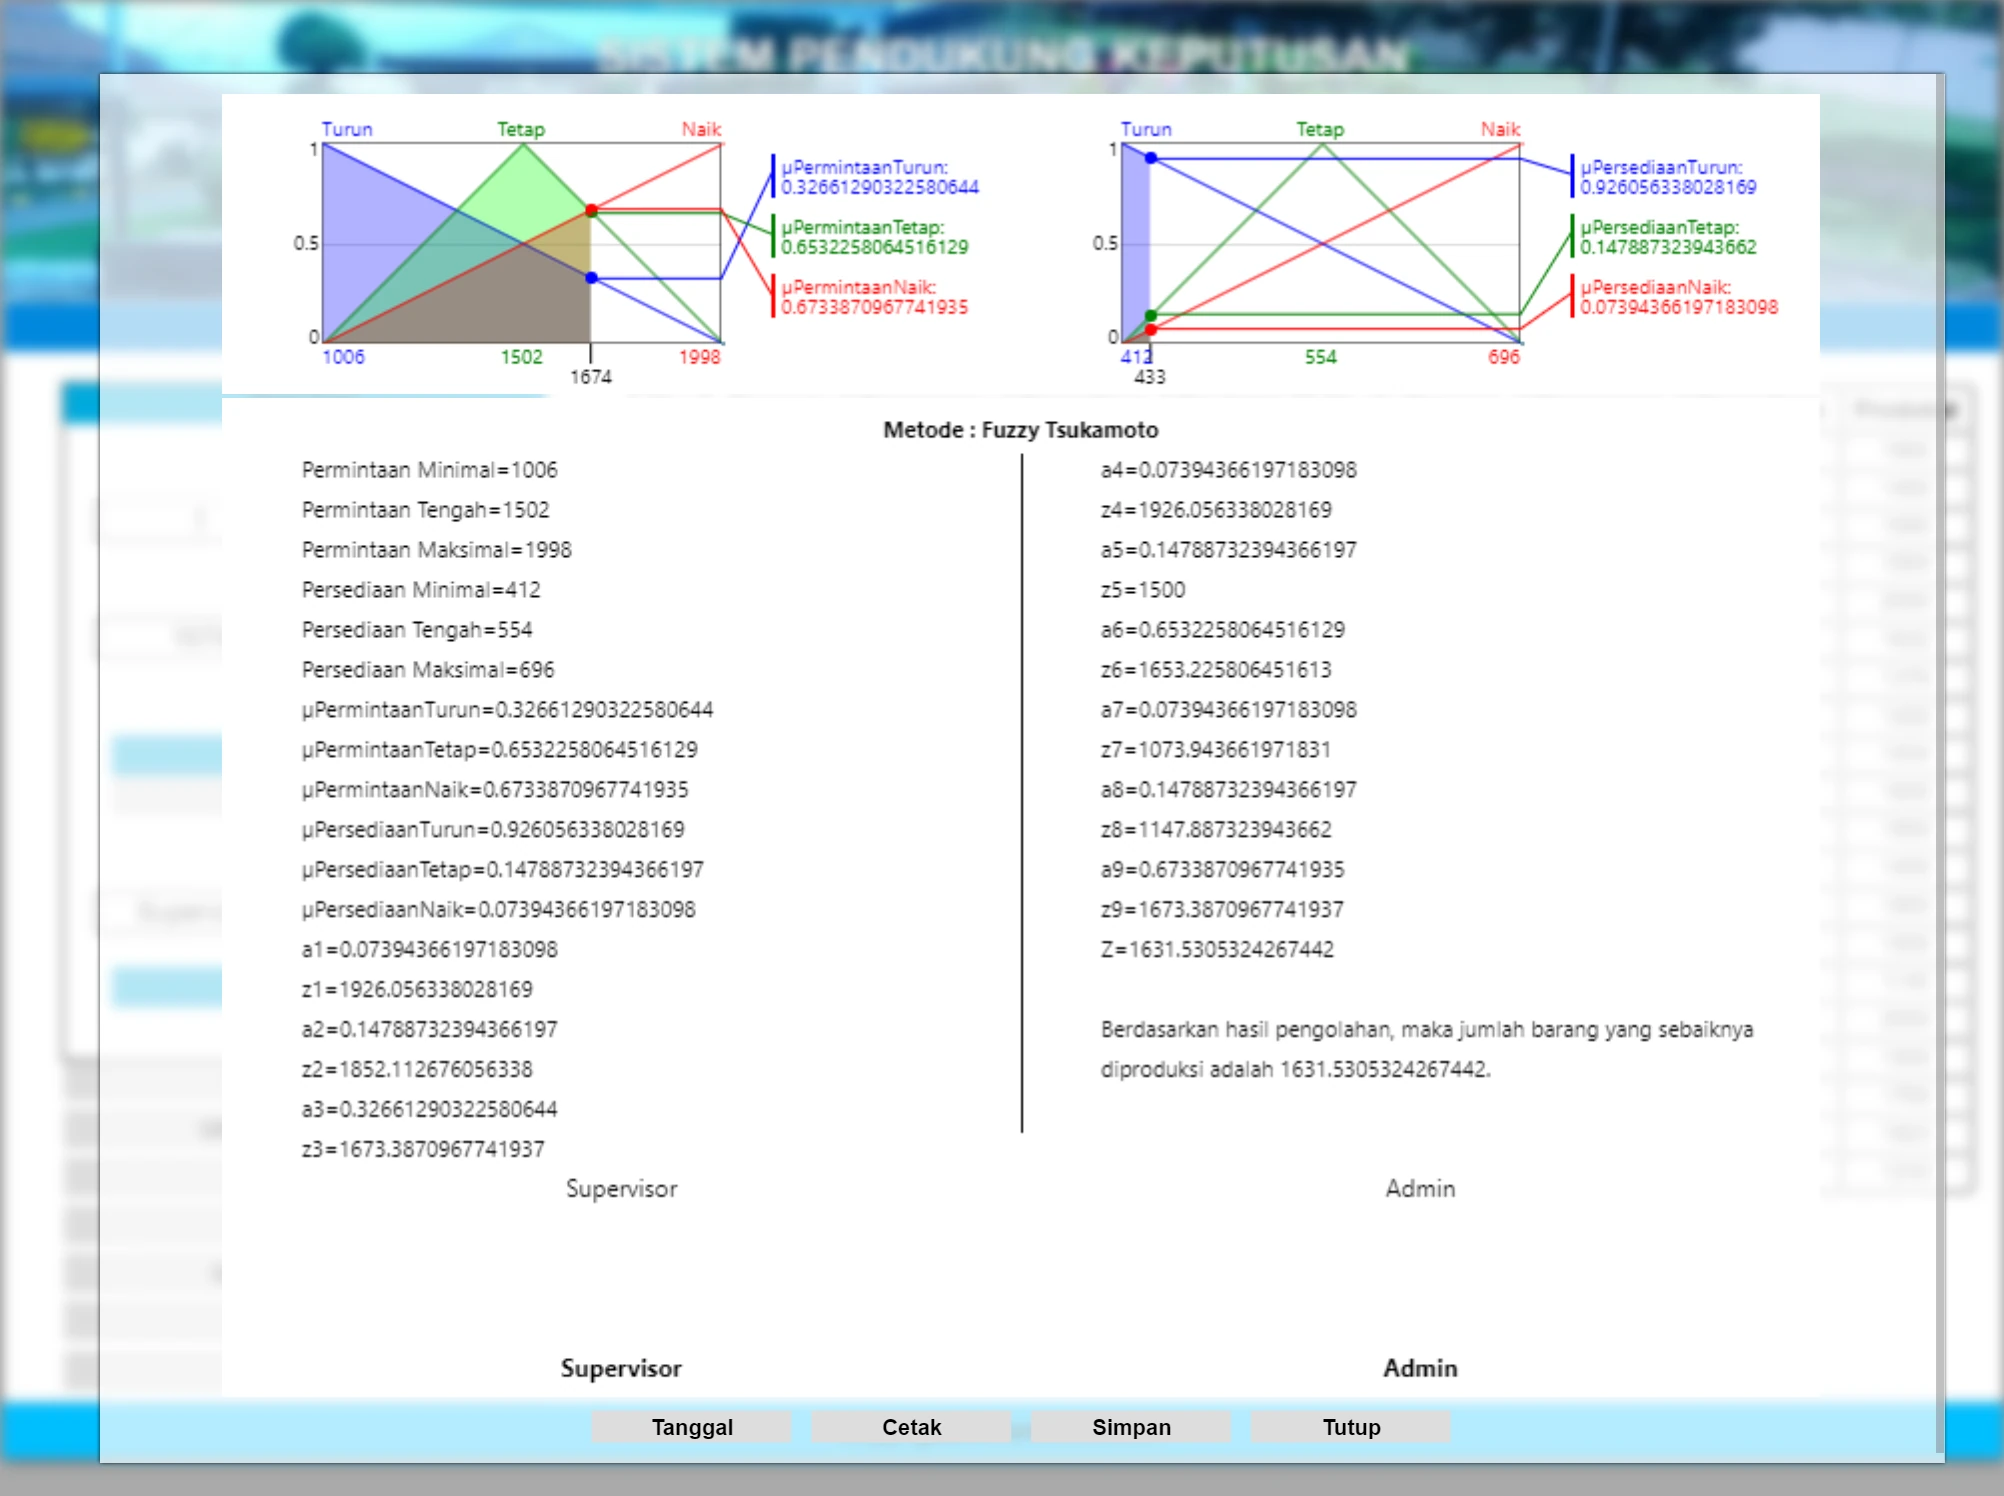 SISTEM PENDUKUNG KEPUTUSAN
Turun Tetap Naik
1
0.5
0
1006 1502 1998
1674
µPermintaanTurun:
0.32661290322580644
µPermintaanTetap:
0.6532258064516129
µPermintaanNaik:
0.6733870967741935
Turun Tetap Naik
1
0.5
0
412 554 696
433
µPersediaanTurun:
0.926056338028169
µPersediaanTetap:
0.147887323943662
µPersediaanNaik:
0.07394366197183098
Metode : Fuzzy Tsukamoto
Permintaan Minimal=1006
Permintaan Tengah=1502
Permintaan Maksimal=1998
Persediaan Minimal=412
Persediaan Tengah=554
Persediaan Maksimal=696
µPermintaanTurun=0.32661290322580644
µPermintaanTetap=0.6532258064516129
µPermintaanNaik=0.6733870967741935
µPersediaanTurun=0.926056338028169
µPersediaanTetap=0.14788732394366197
µPersediaanNaik=0.07394366197183098
a1=0.07394366197183098
z1=1926.056338028169
a2=0.14788732394366197
z2=1852.112676056338
a3=0.32661290322580644
z3=1673.3870967741937
a4=0.07394366197183098
z4=1926.056338028169
a5=0.14788732394366197
z5=1500
a6=0.6532258064516129
z6=1653.225806451613
a7=0.07394366197183098
z7=1073.943661971831
a8=0.14788732394366197
z8=1147.887323943662
a9=0.6733870967741935
z9=1673.3870967741937
Z=1631.5305324267442
Berdasarkan hasil pengolahan, maka jumlah barang yang sebaiknya
diproduksi adalah 1631.5305324267442.
Supervisor Admin
Supervisor Admin
Tanggal Cetak Simpan Tutup